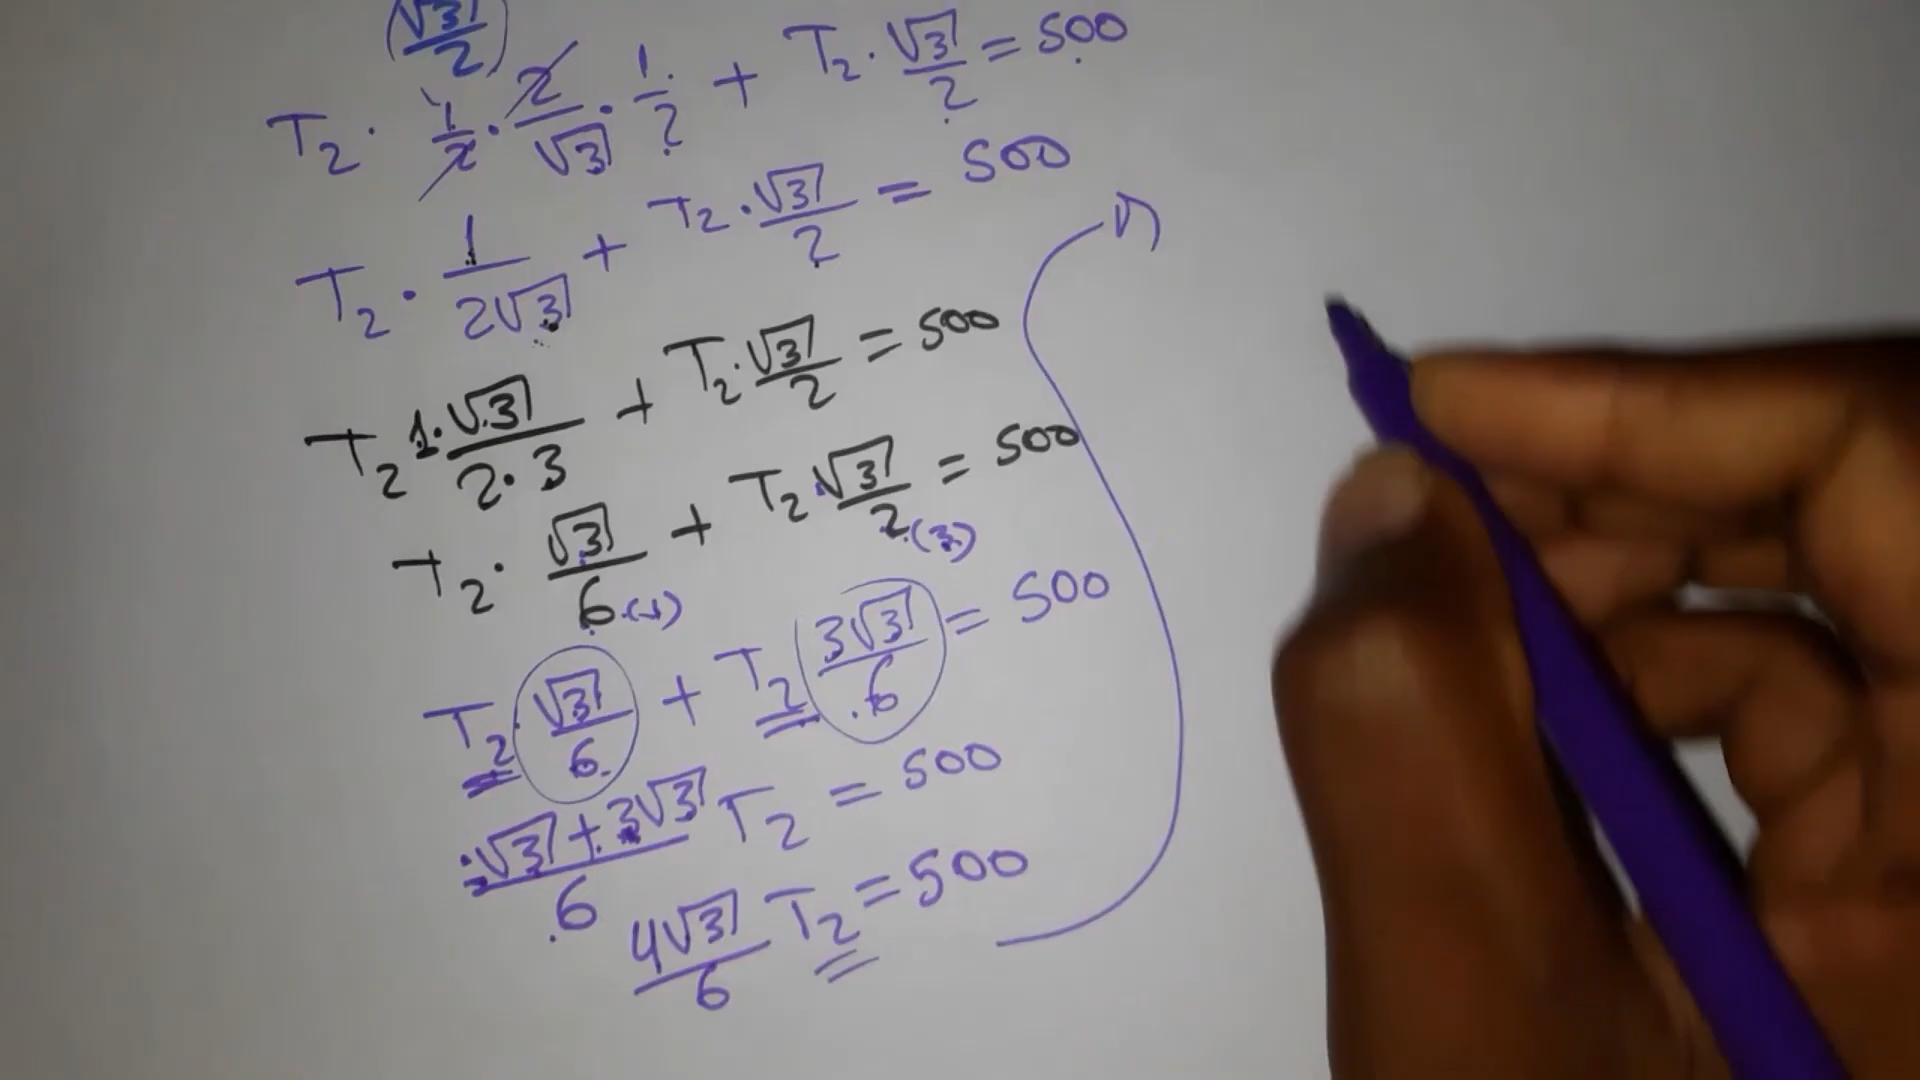 (√3/2)
T₂ · 1/2 · 2/√3 · 1/2 + T₂ · √3/2 = 500
T₂ · 1/2√3 + T₂ · √3/2 = 500
T₂ 1·√3/2·3 + T₂ · √3/2 = 500
T₂ · √3/6 (1) + T₂ · √3/2 (3) = 500
T₂ · √3/6 + T₂ 3√3/6 = 500
√3 + 3√3/6 T₂ = 500
4√3/6 T₂ = 500